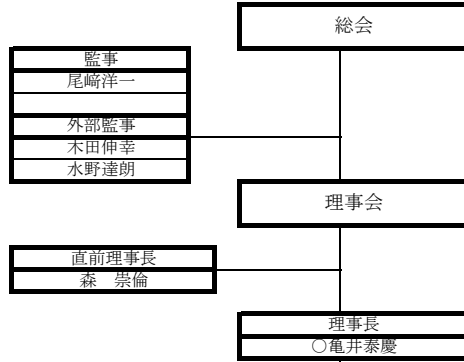 総会
監事
尾﨑洋一
外部監事
木田伸幸
水野達朗
理事会
直前理事長
森　崇倫
理事長
○亀井泰慶